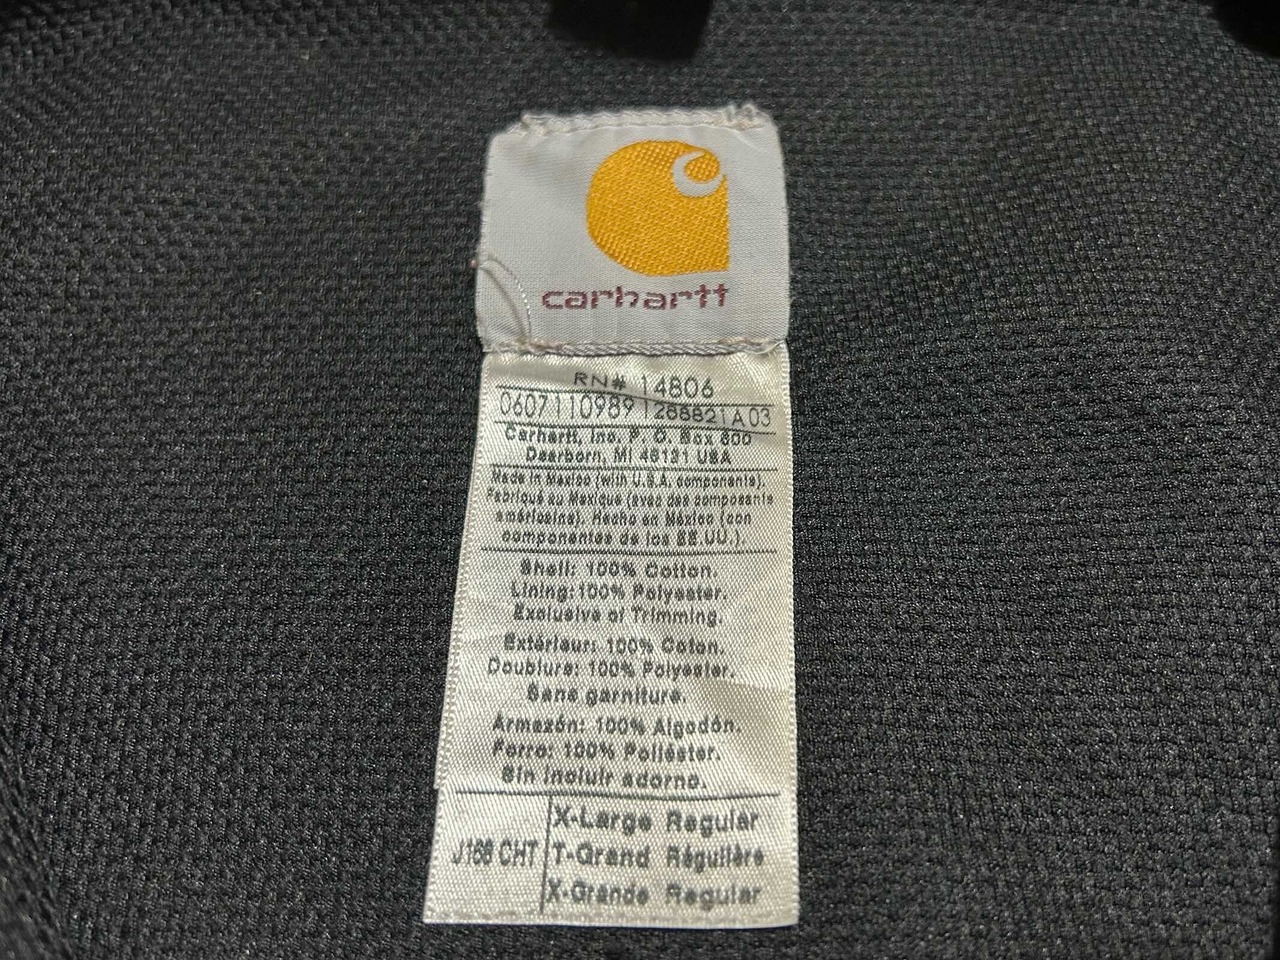 carhartt
RN# 14806
0607110989 1288821A 03
Carhartt, Inc. P. O. Box 600
Dearborn, MI 48121 USA
Made in Mexico (with U.S.A. components).
Fabriqué au Mexique (avec des composants
américains). Hecho en México (con
componentes de los EE.UU.).
Shell: 100% Cotton.
Lining:100% Polyester.
Exclusive of Trimming.
Extérieur: 100% Coton.
Doublure: 100% Polyester.
Sans garniture.
Armazón: 100% Algodón.
Forro: 100% Poliéster.
Sin incluir adorno.
X-Large Regular
J168 CHT T-Grand Régulière
X-Grande Regular